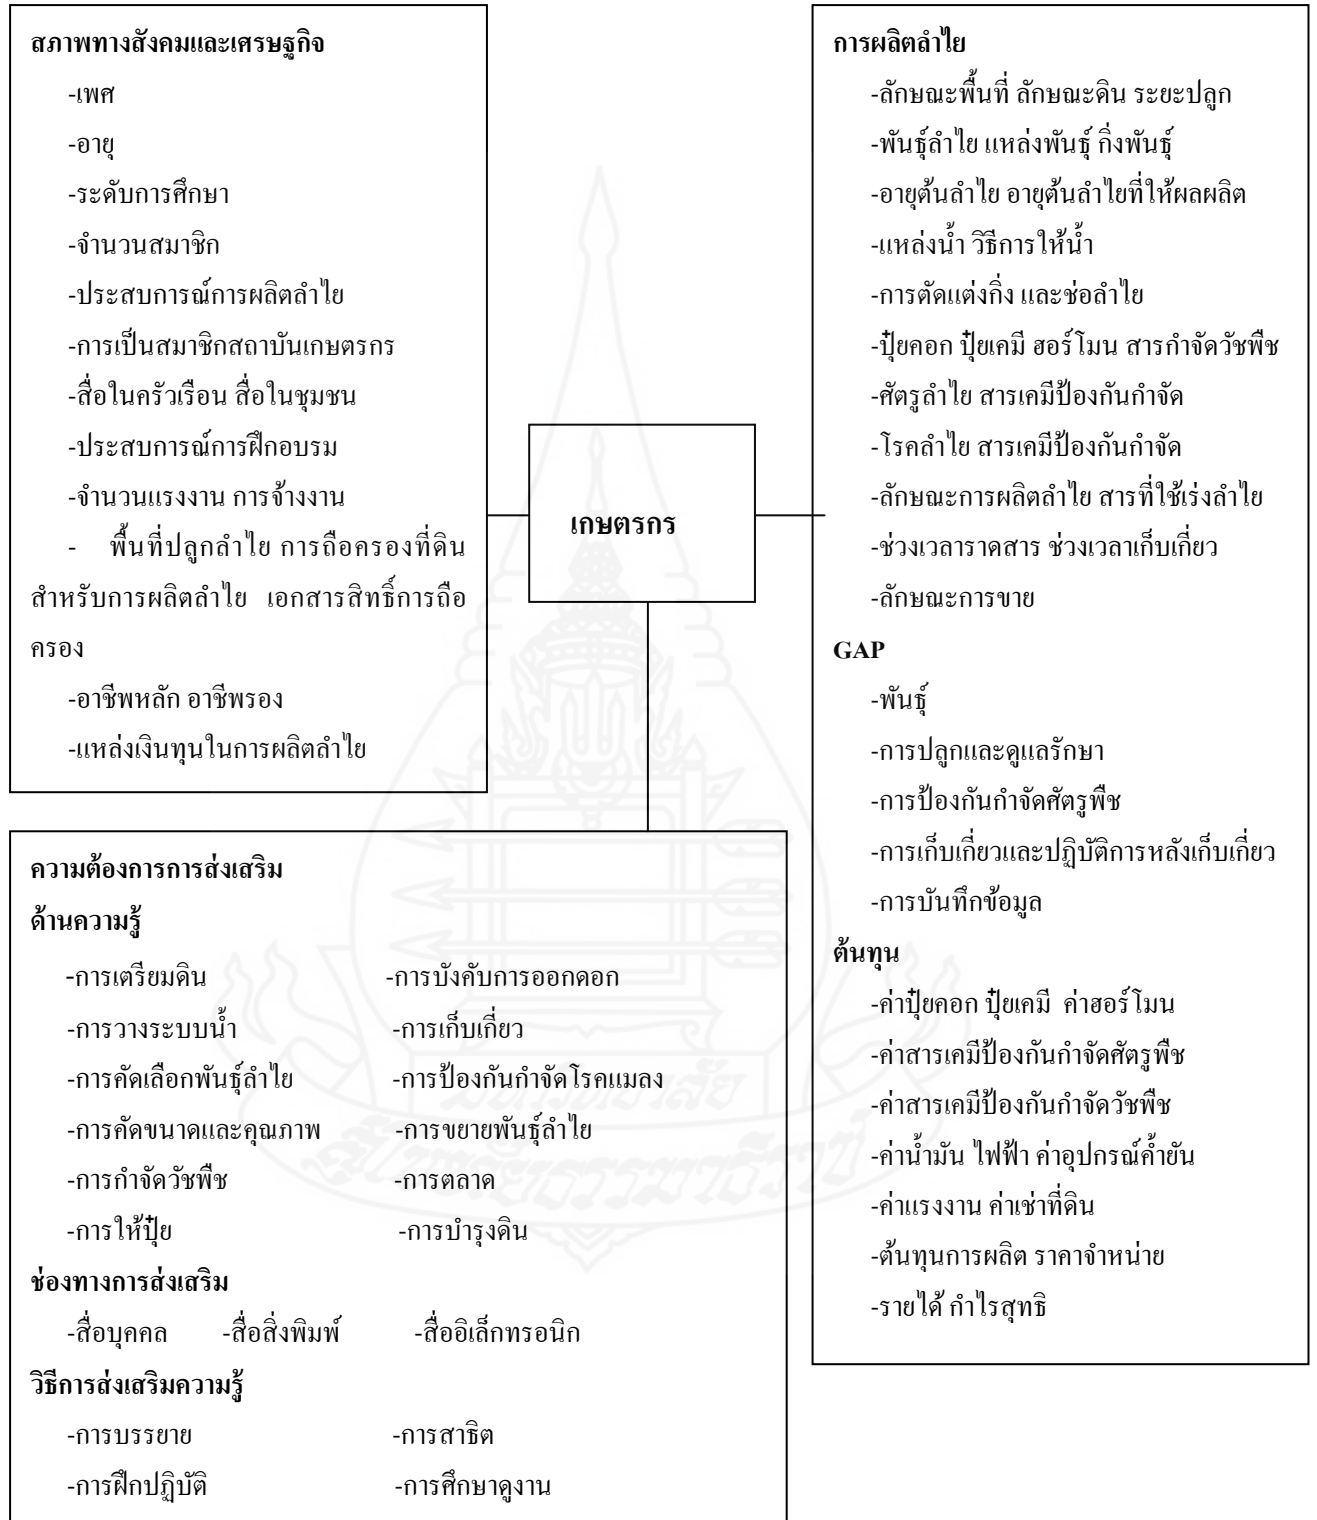 สภาพทางสังคมและเศรษฐกิจ
-เพศ
-อายุ
-ระดับการศึกษา
-จำนวนสมาชิก
-ประสบการณ์การผลิตลำไย
-การเป็นสมาชิกสถาบันเกษตรกร
-สื่อในครัวเรือน สื่อในชุมชน
-ประสบการณ์การฝึกอบรม
-จำนวนแรงงาน การจ้างงาน
- พื้นที่ปลูกลำไย การถือครองที่ดิน
สำหรับการผลิตลำไย เอกสารสิทธิ์การถือ
ครอง
-อาชีพหลัก อาชีพรอง
-แหล่งเงินทุนในการผลิตลำไย
เกษตรกร
การผลิตลำไย
-ลักษณะพื้นที่ ลักษณะดิน ระยะปลูก
-พันธุ์ลำไย แหล่งพันธุ์ กิ่งพันธุ์
-อายุต้นลำไย อายุต้นลำไยที่ให้ผลผลิต
-แหล่งน้ำ วิธีการให้น้ำ
-การตัดแต่งกิ่ง และช่อลำไย
-ปุ๋ยคอก ปุ๋ยเคมี ฮอร์โมน สารกำจัดวัชพืช
-ศัตรูลำไย สารเคมีป้องกันกำจัด
-โรคลำไย สารเคมีป้องกันกำจัด
-ลักษณะการผลิตลำไย สารที่ใช้เร่งลำไย
-ช่วงเวลาราดสาร ช่วงเวลาเก็บเกี่ยว
-ลักษณะการขาย
GAP
-พันธุ์
-การปลูกและดูแลรักษา
-การป้องกันกำจัดศัตรูพืช
-การเก็บเกี่ยวและปฏิบัติการหลังเก็บเกี่ยว
-การบันทึกข้อมูล
ต้นทุน
-ค่าปุ๋ยคอก ปุ๋ยเคมี ค่าฮอร์โมน
-ค่าสารเคมีป้องกันกำจัดศัตรูพืช
-ค่าสารเคมีป้องกันกำจัดวัชพืช
-ค่าน้ำมัน ไฟฟ้า ค่าอุปกรณ์ค้ำยัน
-ค่าแรงงาน ค่าเช่าที่ดิน
-ต้นทุนการผลิต ราคาจำหน่าย
-รายได้ กำไรสุทธิ
ความต้องการการส่งเสริม
ด้านความรู้
-การเตรียมดิน -การบังคับการออกดอก
-การวางระบบน้ำ -การเก็บเกี่ยว
-การคัดเลือกพันธุ์ลำไย -การป้องกันกำจัดโรคแมลง
-การคัดขนาดและคุณภาพ -การขยายพันธุ์ลำไย
-การกำจัดวัชพืช -การตลาด
-การให้ปุ๋ย -การบำรุงดิน
ช่องทางการส่งเสริม
-สื่อบุคคล -สื่อสิ่งพิมพ์ -สื่ออิเล็กทรอนิก
วิธีการส่งเสริมความรู้
-การบรรยาย -การสาธิต
-การฝึกปฏิบัติ -การศึกษาดูงาน
มหาวิทยาลัย
สุโขทัยธรรมาธิราช